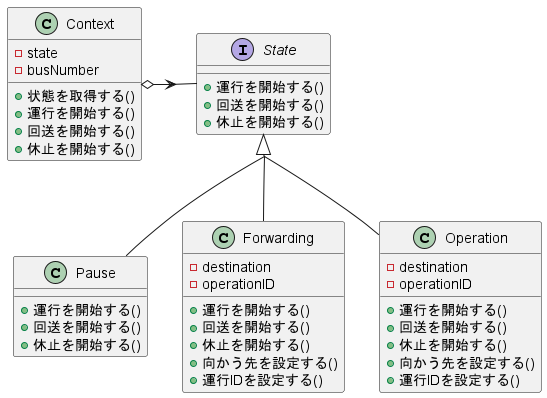 C Context
state
busNumber
状態を取得する()
運行を開始する()
回送を開始する()
休止を開始する()
I State
運行を開始する()
回送を開始する()
休止を開始する()
C Pause
運行を開始する()
回送を開始する()
休止を開始する()
C Forwarding
destination
operationID
運行を開始する()
回送を開始する()
休止を開始する()
向かう先を設定する()
運行IDを設定する()
C Operation
destination
operationID
運行を開始する()
回送を開始する()
休止を開始する()
向かう先を設定する()
運行IDを設定する()